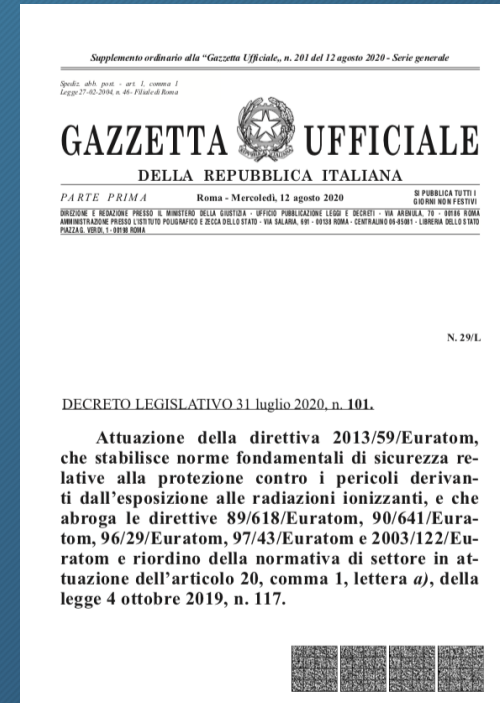 Supplemento ordinario alla “Gazzetta Ufficiale„ n. 201 del 12 agosto 2020 - Serie generale
Spediz. abb. post. - art. 1, comma 1
Legge 27-02-2004, n. 46 - Filiale di Roma
GAZZETTA UFFICIALE
DELLA REPUBBLICA ITALIANA
PARTE PRIMA
Roma - Mercoledì, 12 agosto 2020
SI PUBBLICA TUTTI I
GIORNI NON FESTIVI
DIREZIONE E REDAZIONE PRESSO IL MINISTERO DELLA GIUSTIZIA - UFFICIO PUBBLICAZIONE LEGGI E DECRETI - VIA ARENULA, 70 - 00186 ROMA
AMMINISTRAZIONE PRESSO L'ISTITUTO POLIGRAFICO E ZECCA DELLO STATO - VIA SALARIA, 691 - 00138 ROMA - CENTRALINO 06-85081 - LIBRERIA DELLO STATO
PIAZZA G. VERDI, 1 - 00198 ROMA
N. 29/L
DECRETO LEGISLATIVO 31 luglio 2020, n. 101.
Attuazione della direttiva 2013/59/Euratom,
che stabilisce norme fondamentali di sicurezza re-
lative alla protezione contro i pericoli derivan-
ti dall’esposizione alle radiazioni ionizzanti, e che
abroga le direttive 89/618/Euratom, 90/641/Eura-
tom, 96/29/Euratom, 97/43/Euratom e 2003/122/Eu-
ratom e riordino della normativa di settore in at-
tuazione dell’articolo 20, comma 1, lettera a), della
legge 4 ottobre 2019, n. 117.